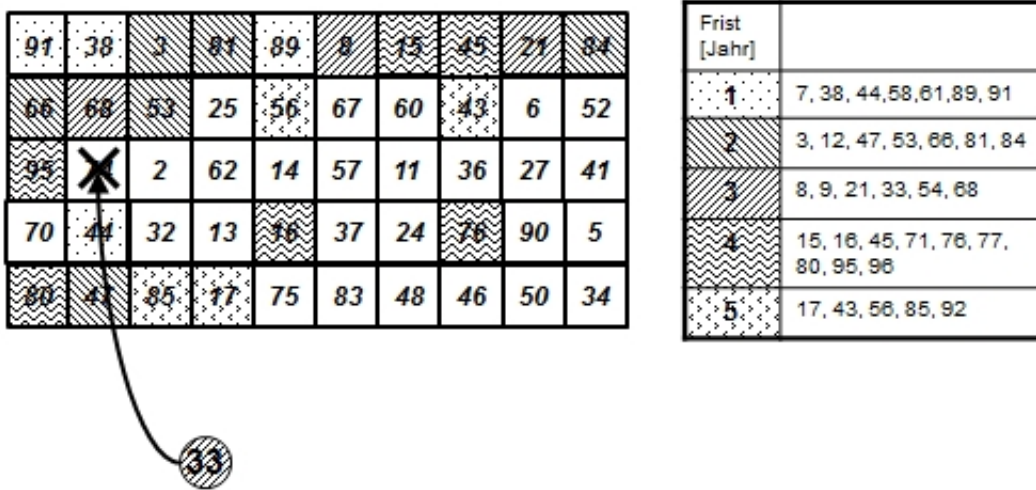 91 38 3 81 89 8 15 45 21 84
66 68 53 25 56 67 60 43 6 52
95 2 62 14 57 11 36 27 41
70 44 32 13 16 37 24 76 90 5
80 47 85 17 75 83 48 46 50 34
33
Frist
[Jahr]
1 7, 38, 44,58,61,89, 91
2 3, 12, 47, 53, 66, 81, 84
3 8, 9, 21, 33, 54, 68
4 15, 16, 45, 71, 76, 77,
80, 95, 96
5 17, 43, 56, 85, 92